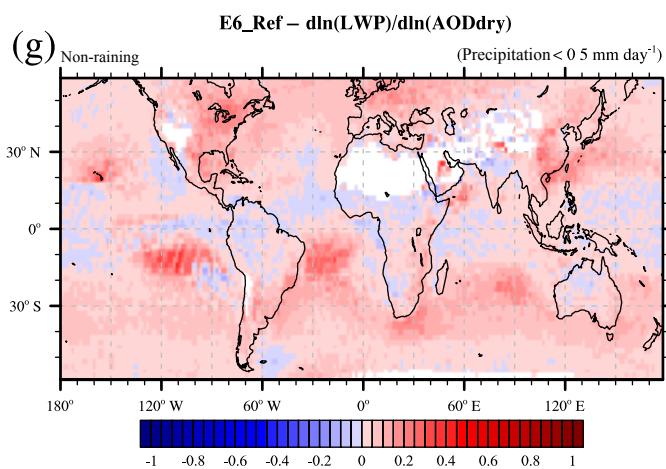 E6_Ref – dln(LWP)/dln(AODdry)
(g) Non-raining (Precipitation < 0 5 mm day-1)
30° N
0°
30° S
180° 120° W 60° W 0° 60° E 120° E
-1 -0.8 -0.6 -0.4 -0.2 0 0.2 0.4 0.6 0.8 1